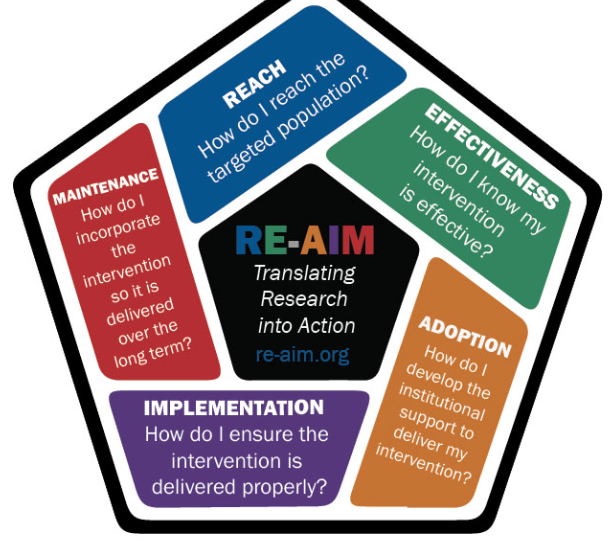 REACH
How do I reach the
targeted population?
EFFECTIVENESS
How do I know my
intervention
is effective?
ADOPTION
How do I
develop the
institutional
support to
deliver my
intervention?
IMPLEMENTATION
How do I ensure the
intervention is
delivered properly?
MAINTENANCE
How do I
incorporate
the
intervention
so it is
delivered
over the
long term?
RE-AIM
Translating
Research
into Action
re-aim.org